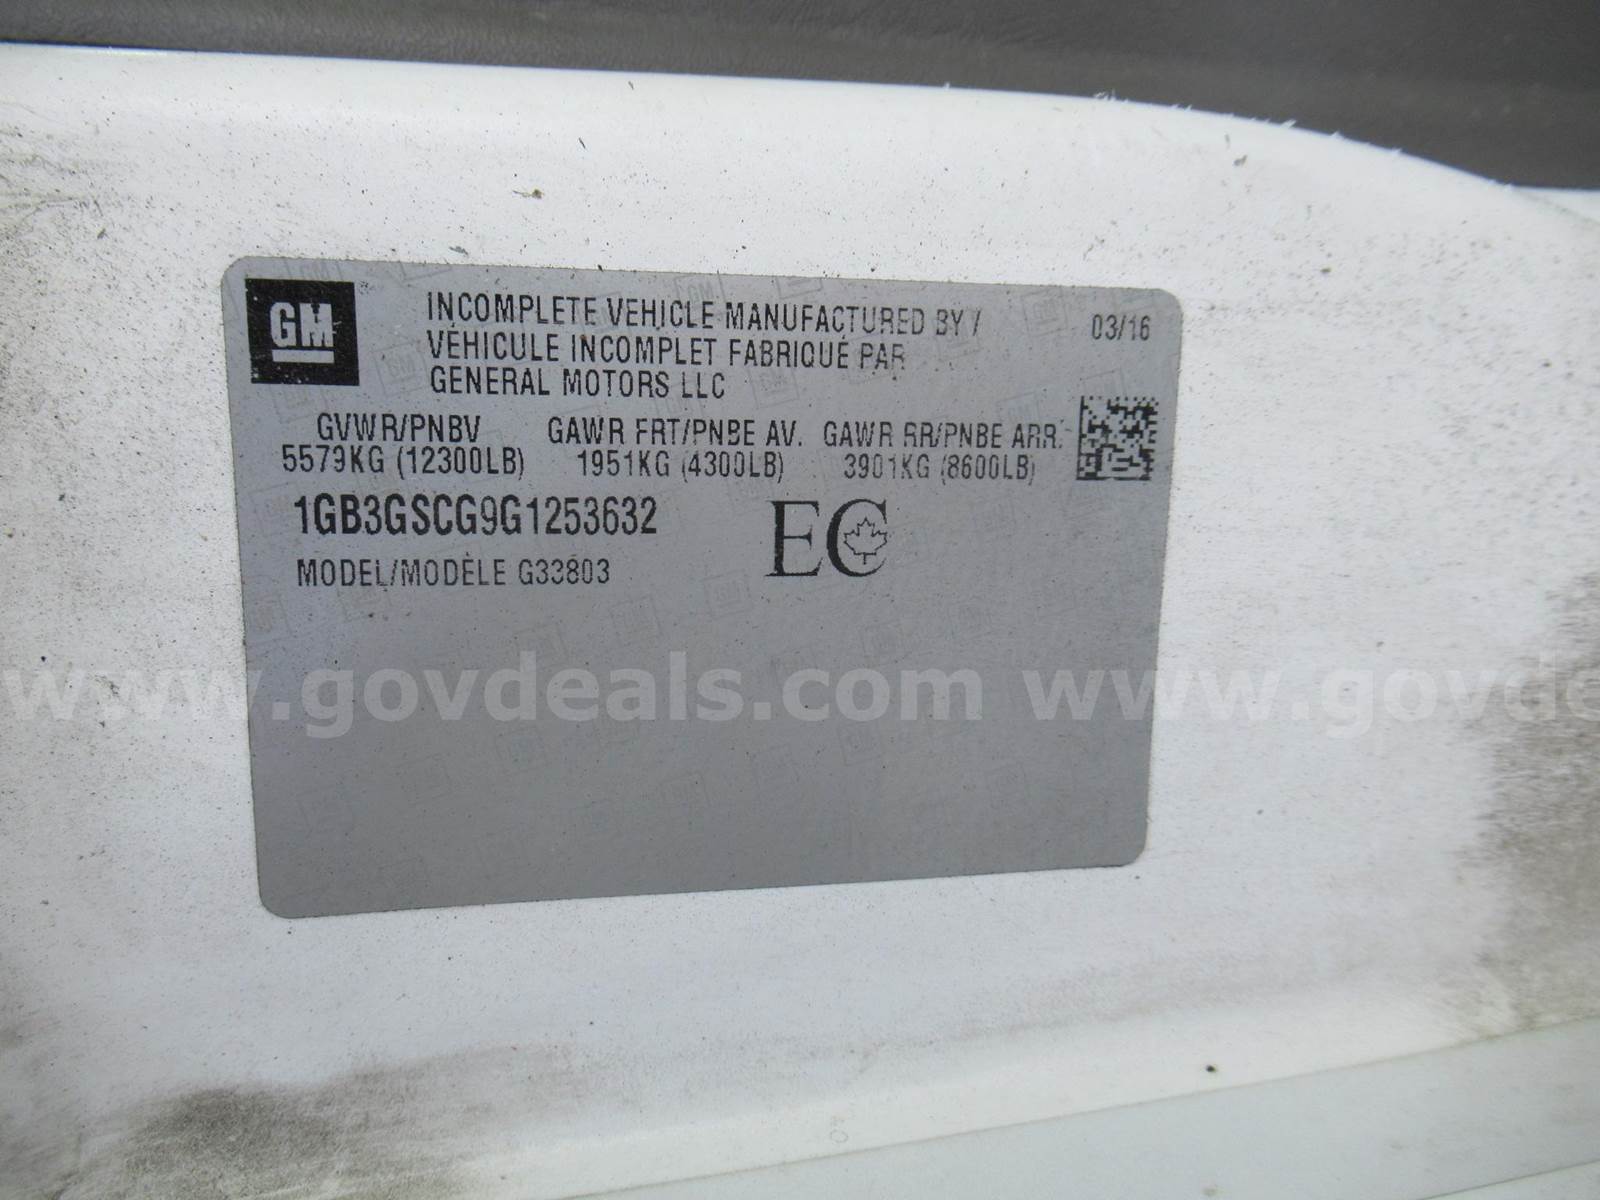 GM
INCOMPLETE VEHICLE MANUFACTURED BY / 03/16
VÉHICULE INCOMPLET FABRIQUÉ PAR
GENERAL MOTORS LLC
GVWR/PNBV GAWR FRT/PNBE AV. GAWR RR/PNBE ARR.
5579KG (12300LB) 1951KG (4300LB) 3901KG (8600LB)
1GB3GSCG9G1253632 EC
MODEL/MODÈLE G33803
www.govdeals.com www.govde